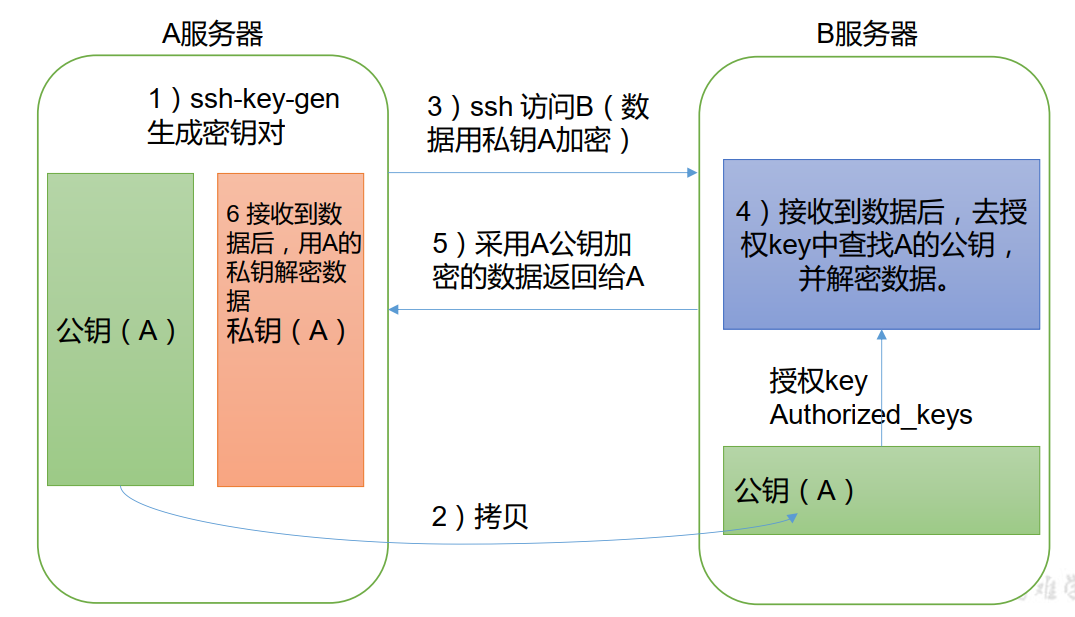 A服务器
B服务器
1）ssh-key-gen
生成密钥对
3）ssh 访问B（数
据用私钥A加密）
6 接收到数
据后，用A的
私钥解密数
据
公钥（A）
私钥（A）
5）采用A公钥加
密的数据返回给A
4）接收到数据后，去授
权key中查找A的公钥，
并解密数据。
授权key
Authorized_keys
公钥（A）
2）拷贝